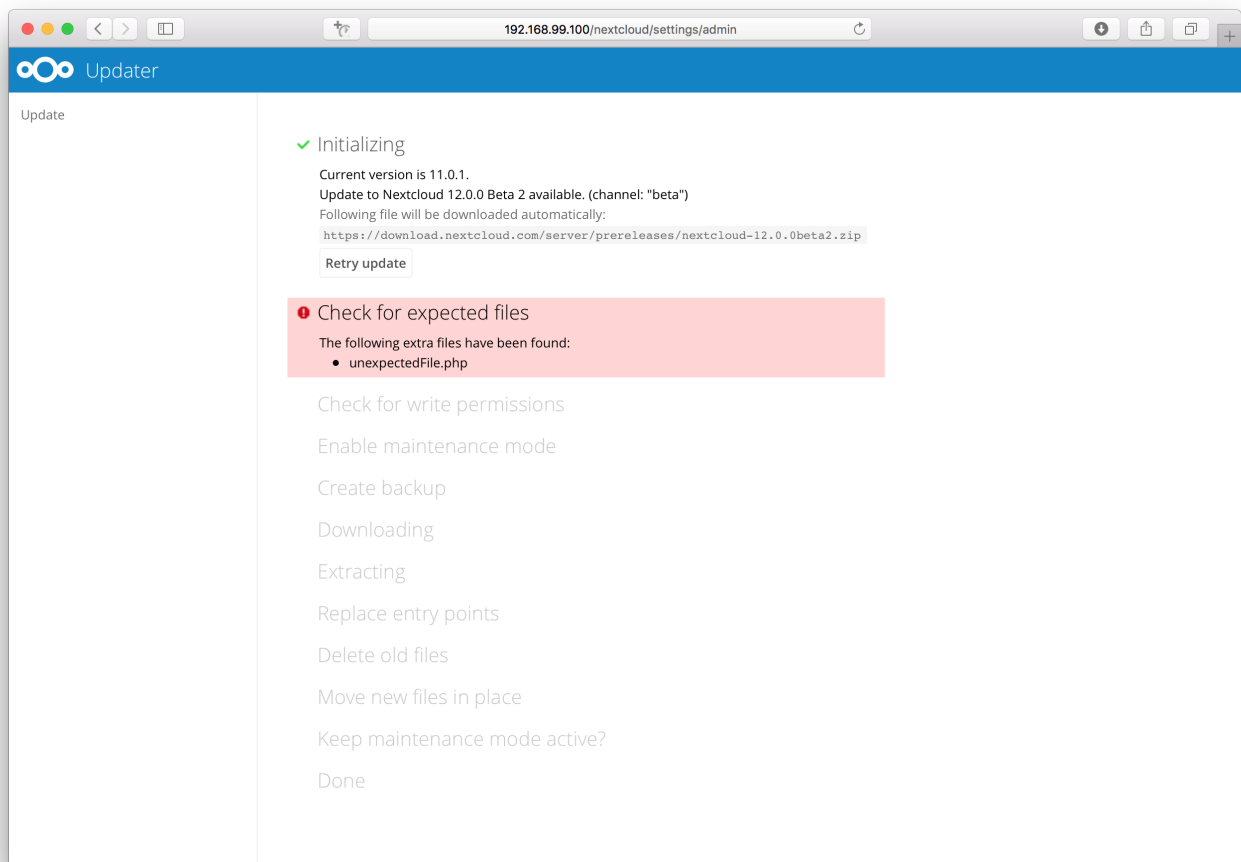 192.168.99.100/nextcloud/settings/admin
Updater
Update
Initializing
Current version is 11.0.1.
Update to Nextcloud 12.0.0 Beta 2 available. (channel: "beta")
Following file will be downloaded automatically:
https://download.nextcloud.com/server/prereleases/nextcloud-12.0.0beta2.zip
Retry update
Check for expected files
The following extra files have been found:
unexpectedFile.php
Check for write permissions
Enable maintenance mode
Create backup
Downloading
Extracting
Replace entry points
Delete old files
Move new files in place
Keep maintenance mode active?
Done